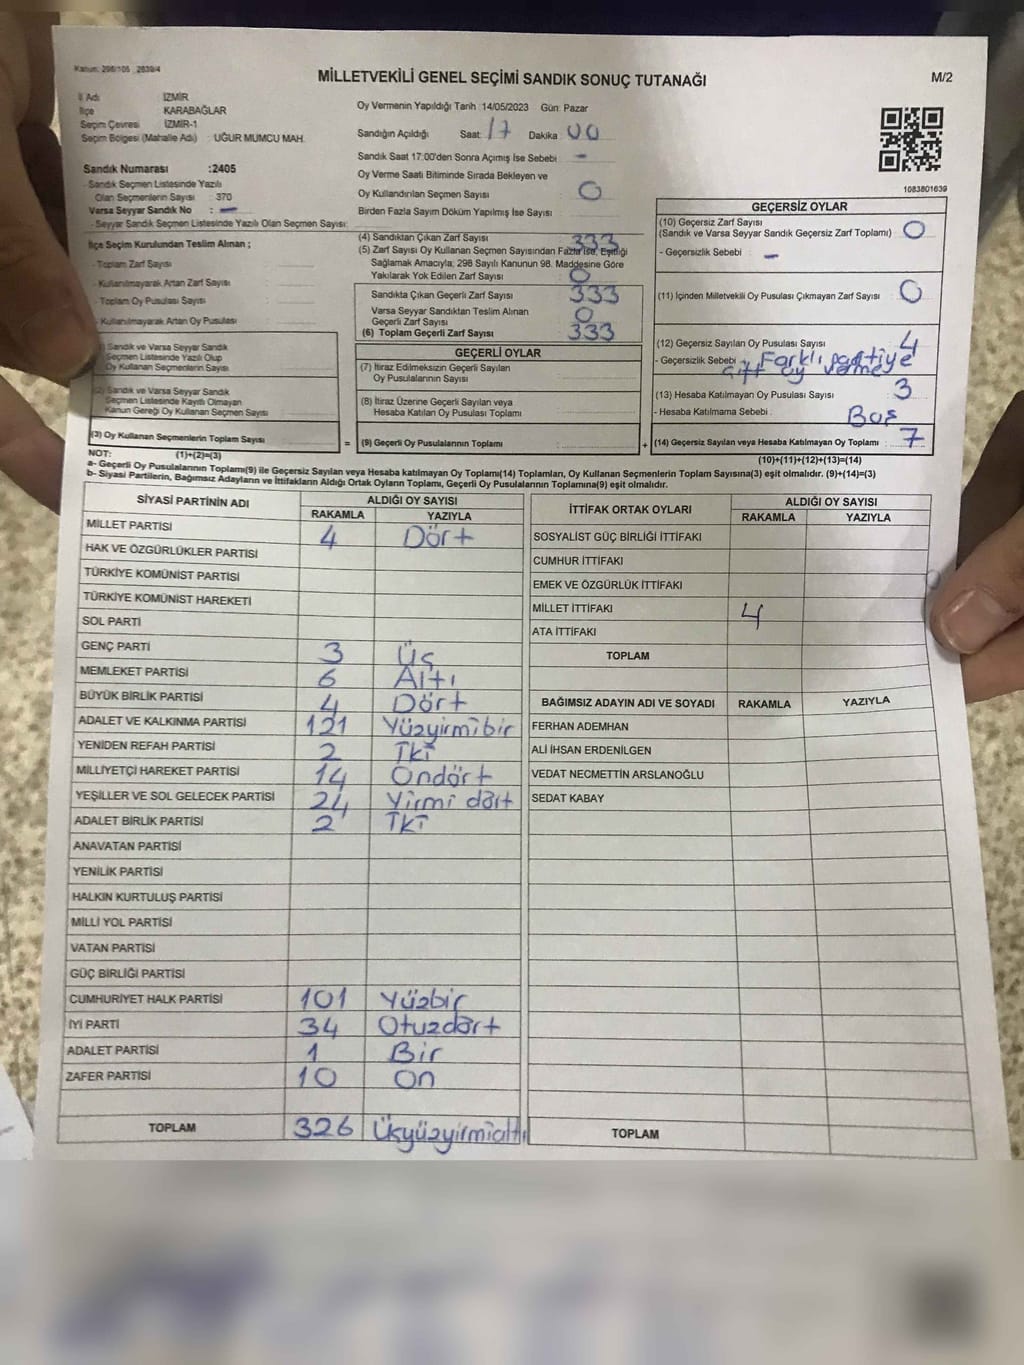 Kanun: 298/105 2839/4
MİLLETVEKİLİ GENEL SEÇİMİ SANDIK SONUÇ TUTANAĞI
M/2
İl Adı : İZMİR
İlçe : KARABAĞLAR
Seçim Çevresi : İZMİR-1
Seçim Bölgesi (Mahalle Adı) : UĞUR MUMCU MAH.
Sandık Numarası :2405
- Sandık Seçmen Listesinde Yazılı
Olan Seçmenlerin Sayısı : 370
Varsa Seyyar Sandık No : -
- Seyyar Sandık Seçmen Listesinde Yazılı Olan Seçmen Sayısı:
İlçe Seçim Kurulundan Teslim Alınan ;
- Toplam Zarf Sayısı
- Kullanılmayarak Artan Zarf Sayısı
- Toplam Oy Pusulası Sayısı
- Kullanılmayarak Artan Oy Pusulası
(1) Sandık ve Varsa Seyyar Sandık
Seçmen Listesinde Yazılı Olup
Oy Kullanan Seçmenlerin Sayısı
(2) Sandık ve Varsa Seyyar Sandık
Seçmen Listesinde Kayıtlı Olmayan
Kanun Gereği Oy Kullanan Seçmen Sayısı
(3) Oy Kullanan Seçmenlerin Toplam Sayısı
Oy Vermenin Yapıldığı Tarih :14/05/2023 Gün: Pazar
Sandığın Açıldığı Saat: 17 Dakika 00
Sandık Saat 17:00'den Sonra Açımış İse Sebebi : -
Oy Verme Saati Bitiminde Sırada Bekleyen ve
Oy Kullandırılan Seçmen Sayısı : 0
Birden Fazla Sayım Döküm Yapılmış İse Sayısı :
(4) Sandıktan Çıkan Zarf Sayısı 333
(5) Zarf Sayısı Oy Kullanan Seçmen Sayısından Fazla İse, Eşitliği
Sağlamak Amacıyla, 298 Sayılı Kanunun 98. Maddesine Göre
Yakılarak Yok Edilen Zarf Sayısı : 0
Sandıkta Çıkan Geçerli Zarf Sayısı 333
Varsa Seyyar Sandıktan Teslim Alınan
Geçerli Zarf Sayısı 0
(6) Toplam Geçerli Zarf Sayısı 333
GEÇERLİ OYLAR
(7) İtiraz Edilmeksizin Geçerli Sayılan
Oy Pusulalarının Sayısı
(8) İtiraz Üzerine Geçerli Sayılan veya
Hesaba Katılan Oy Pusulası Toplamı
= (9) Geçerli Oy Pusulalarının Toplamı
1083801639
GEÇERSİZ OYLAR
(10) Geçersiz Zarf Sayısı
(Sandık ve Varsa Seyyar Sandık Geçersiz Zarf Toplamı) 0
- Geçersizlik Sebebi : -
(11) İçinden Milletvekili Oy Pusulası Çıkmayan Zarf Sayısı : 0
(12) Geçersiz Sayılan Oy Pusulası Sayısı 4
- Geçersizlik Sebebi : Farklı partiye
çift oy verme
(13) Hesaba Katılmayan Oy Pusulası Sayısı 3
- Hesaba Katılmama Sebebi : Boş
+ (14) Geçersiz Sayılan veya Hesaba Katılmayan Oy Toplamı : 7
NOT: (1)+(2)=(3)
(10)+(11)+(12)+(13)=(14)
a- Geçerli Oy Pusulalarının Toplamı(9) ile Geçersiz Sayılan veya Hesaba katılmayan Oy Toplamı(14) Toplamları, Oy Kullanan Seçmenlerin Toplam Sayısına(3) eşit olmalıdır. (9)+(14)=(3)
b- Siyasi Partilerin, Bağımsız Adayların ve İttifakların Aldığı Ortak Oyların Toplamı, Geçerli Oy Pusulalarının Toplamına(9) eşit olmalıdır.
SİYASİ PARTİNİN ADI ALDIĞI OY SAYISI
RAKAMLA YAZIYLA
MİLLET PARTİSİ 4 Dört
HAK VE ÖZGÜRLÜKLER PARTİSİ
TÜRKİYE KOMÜNİST PARTİSİ
TÜRKİYE KOMÜNİST HAREKETİ
SOL PARTİ
GENÇ PARTİ 3 Üç
MEMLEKET PARTİSİ 6 Altı
BÜYÜK BİRLİK PARTİSİ 4 Dört
ADALET VE KALKINMA PARTİSİ 121 Yüzyirmibir
YENİDEN REFAH PARTİSİ 2 İki
MİLLİYETÇİ HAREKET PARTİSİ 14 Ondört
YEŞİLLER VE SOL GELECEK PARTİSİ 24 Yirmi dört
ADALET BİRLİK PARTİSİ 2 İki
ANAVATAN PARTİSİ
YENİLİK PARTİSİ
HALKIN KURTULUŞ PARTİSİ
MİLLİ YOL PARTİSİ
VATAN PARTİSİ
GÜÇ BİRLİĞİ PARTİSİ
CUMHURİYET HALK PARTİSİ 101 Yüzbir
İYİ PARTİ 34 Otuzdört
ADALET PARTİSİ 1 Bir
ZAFER PARTİSİ 10 On
TOPLAM 326 Üçyüzyirmialtı
İTTİFAK ORTAK OYLARI ALDIĞI OY SAYISI
RAKAMLA YAZIYLA
SOSYALİST GÜÇ BİRLİĞİ İTTİFAKI
CUMHUR İTTİFAKI
EMEK VE ÖZGÜRLÜK İTTİFAKI
MİLLET İTTİFAKI 4
ATA İTTİFAKI
TOPLAM
BAĞIMSIZ ADAYIN ADI VE SOYADI RAKAMLA YAZIYLA
FERHAN ADEMHAN
ALİ İHSAN ERDENİLGEN
VEDAT NECMETTİN ARSLANOĞLU
SEDAT KABAY
TOPLAM